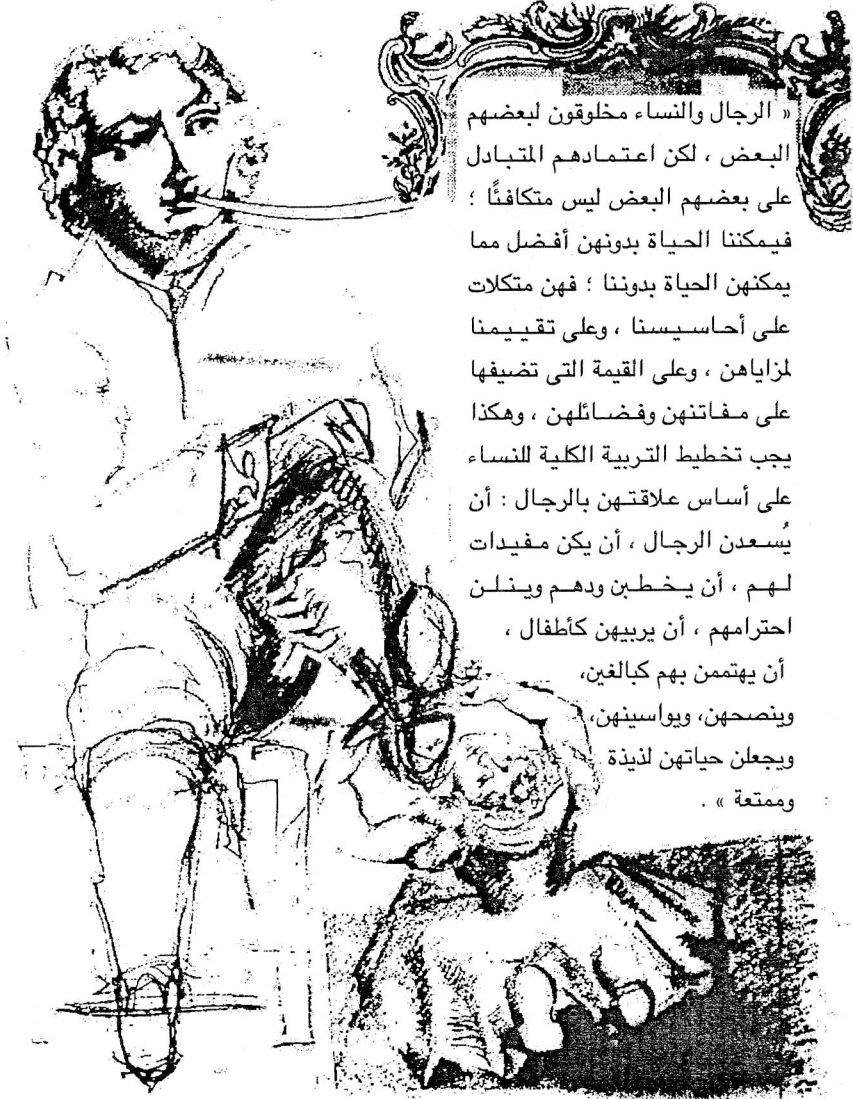 « الرجال والنساء مخلوقون لبعضهم
البعض ، لكن اعتمادهم المتبادل
على بعضهم البعض ليس متكافئًا ؛
فيمكننا الحياة بدونهن أفضل مما
يمكنهن الحياة بدوننا ؛ فهن متكلات
على أحاسيسنا ، وعلى تقييمنا
لمزاياهن ، وعلى القيمة التى تضيفها
على مفاتنهن وفضائلهن ، وهكذا
يجب تخطيط التربية الكلية للنساء
على أساس علاقتهن بالرجال : أن
يُسعدن الرجال ، أن يكن مفيدات
لهم ، أن يخطبن ودهم وينلن
احترامهم ، أن يربيهن كأطفال ،
أن يهتممن بهم كبالغين،
وينصحهن، ويواسينهن،
ويجعلن حياتهن لذيذة
وممتعة » .